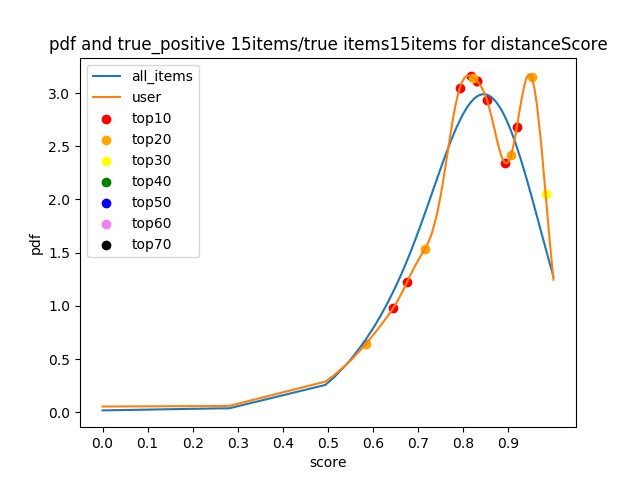 pdf and true_positive 15items/true items15items for distanceScore
all_items
user
top10
top20
top30
top40
top50
top60
top70
pdf
3.0
2.5
2.0
1.5
1.0
0.5
0.0
0.0 0.1 0.2 0.3 0.4 0.5 0.6 0.7 0.8 0.9
score